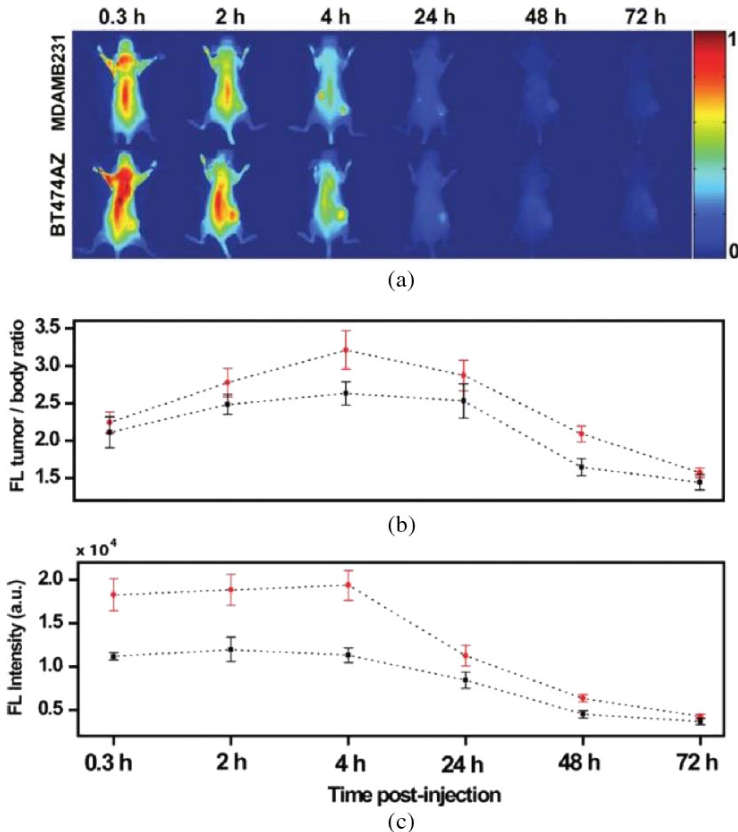 0.3 h 2 h 4 h 24 h 48 h 72 h
MDAMB231
BT474AZ
1
0
(a)
FL tumor / body ratio
3.5
3.0
2.5
2.0
1.5
(b)
x 10^4
FL Intensity (a.u.)
2.0
1.5
1.0
0.5
0.3 h 2 h 4 h 24 h 48 h 72 h
Time post-injection
(c)